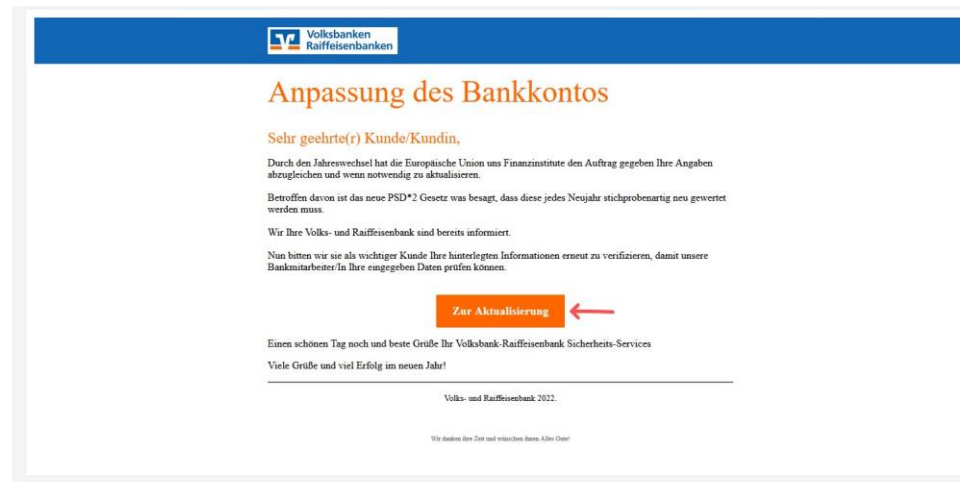 Volksbanken
Raiffeisenbanken
Anpassung des Bankkontos
Sehr geehrte(r) Kunde/Kundin,
Durch den Jahreswechsel hat die Europäische Union uns Finanzinstitute den Auftrag gegeben Ihre Angaben
abzugleichen und wenn notwendig zu aktualisieren.
Betroffen davon ist das neue PSD*2 Gesetz was besagt, dass diese jedes Neujahr stichprobenartig neu gewertet
werden muss.
Wir Ihre Volks- und Raiffeisenbank sind bereits informiert.
Nun bitten wir sie als wichtiger Kunde Ihre hinterlegten Informationen erneut zu verifizieren, damit unsere
Bankmitarbeiter/In Ihre eingegeben Daten prüfen können.
Zur Aktualisierung
Einen schönen Tag noch und beste Grüße Ihr Volksbank-Raiffeisenbank Sicherheits-Services
Viele Grüße und viel Erfolg im neuen Jahr!
Volks- und Raiffeisenbank 2022.
Wir danken ihre Zeit und wünschen ihnen Alles Gute!